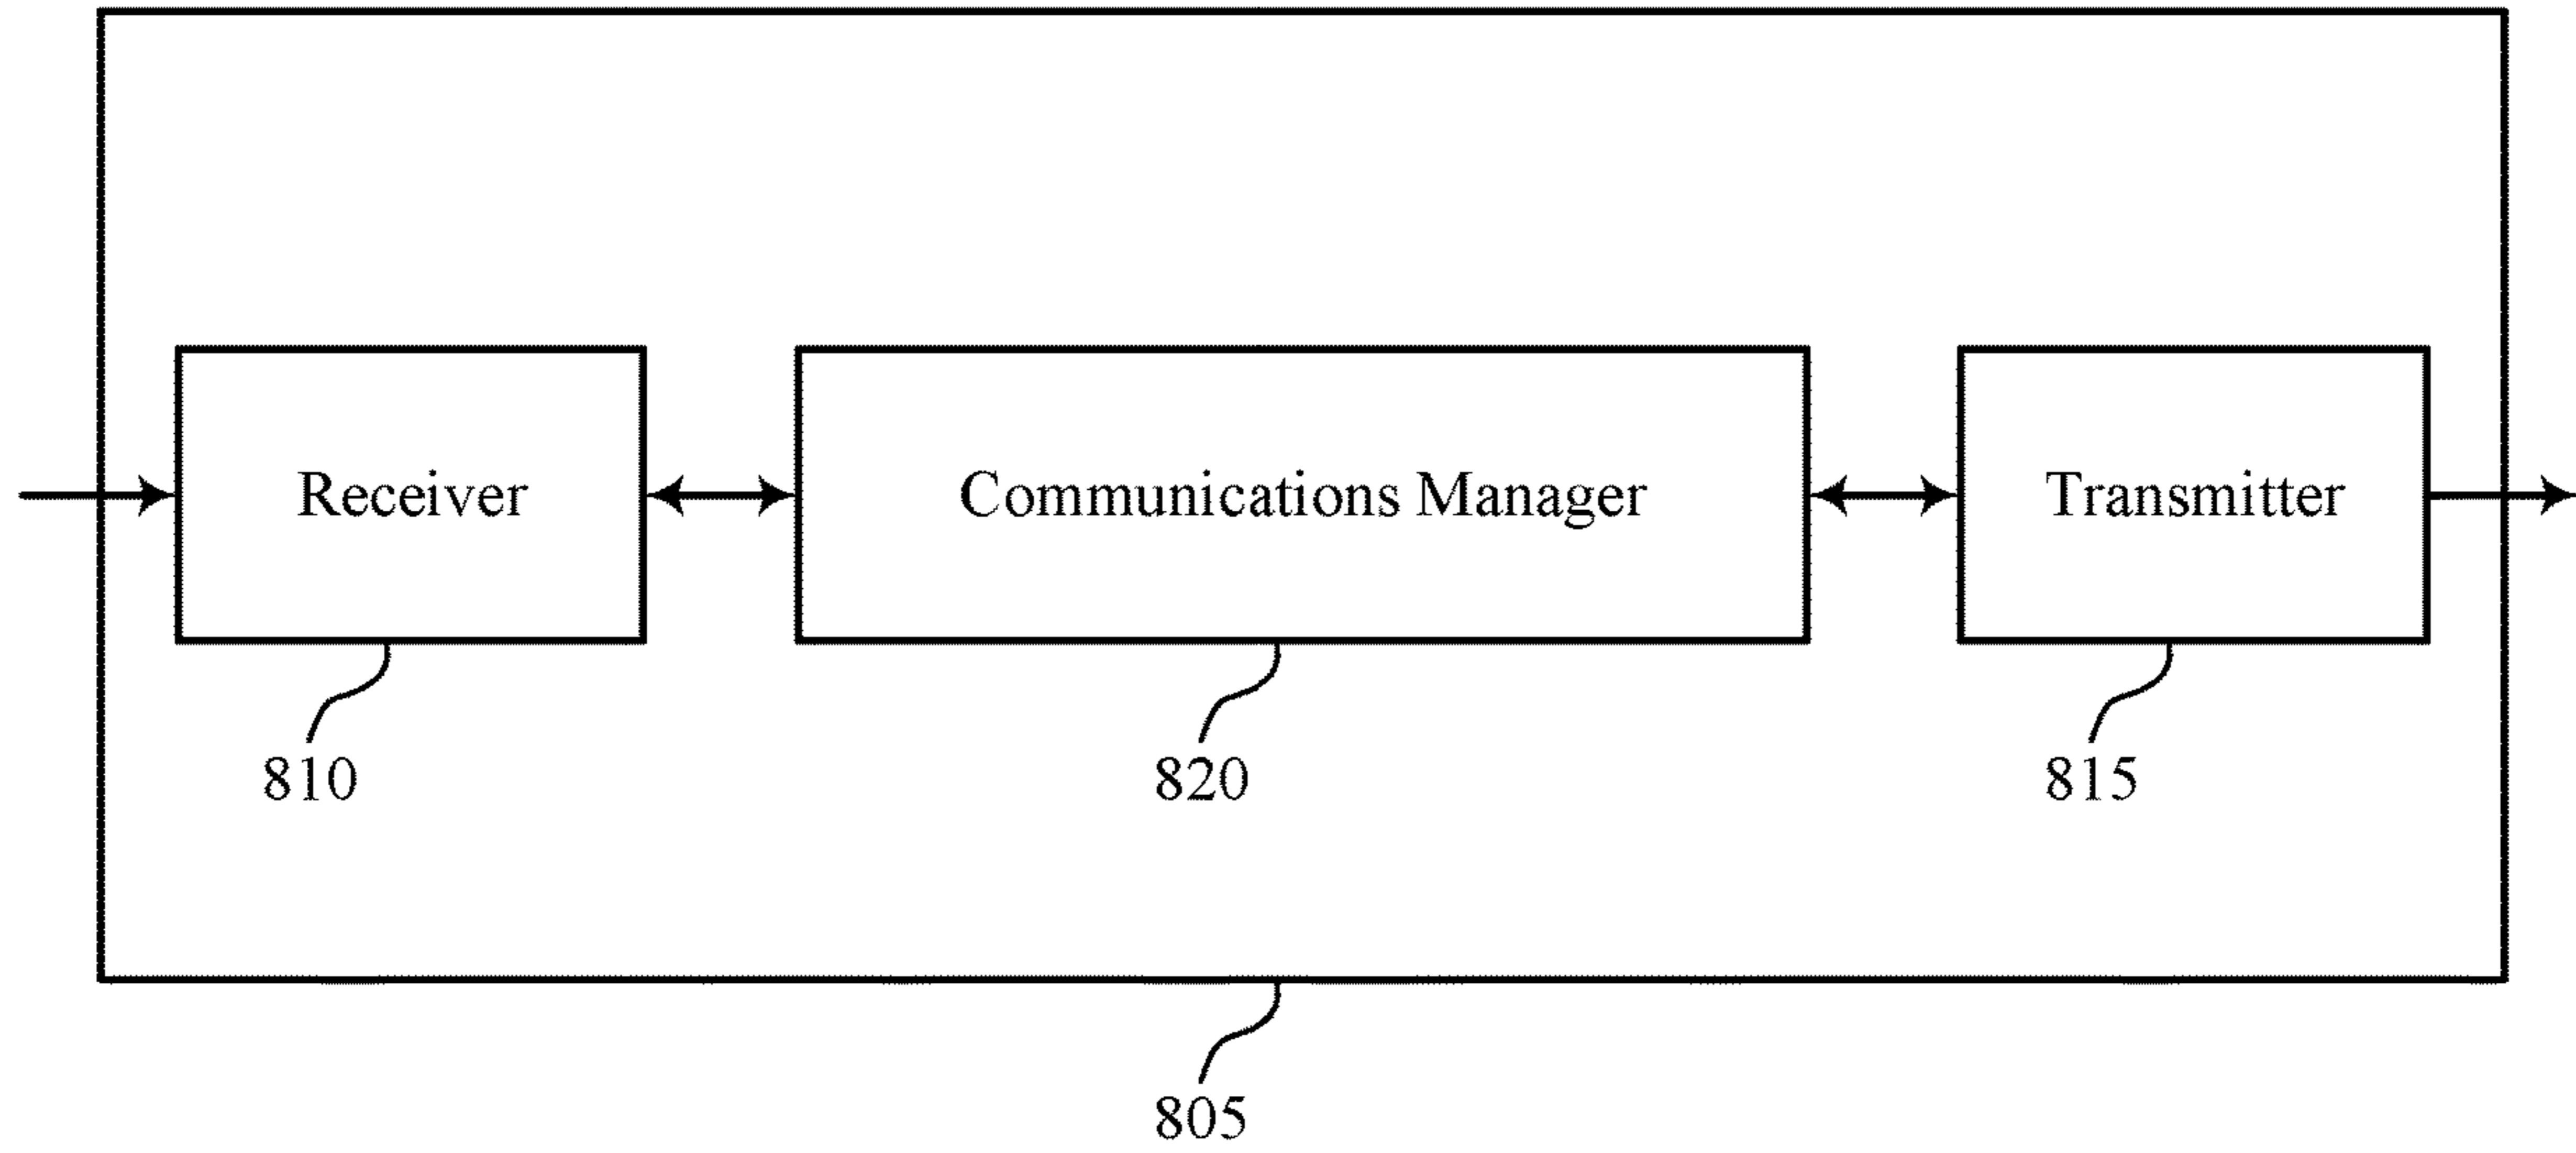 Receiver
Communications Manager
Transmitter
810
820
815
805